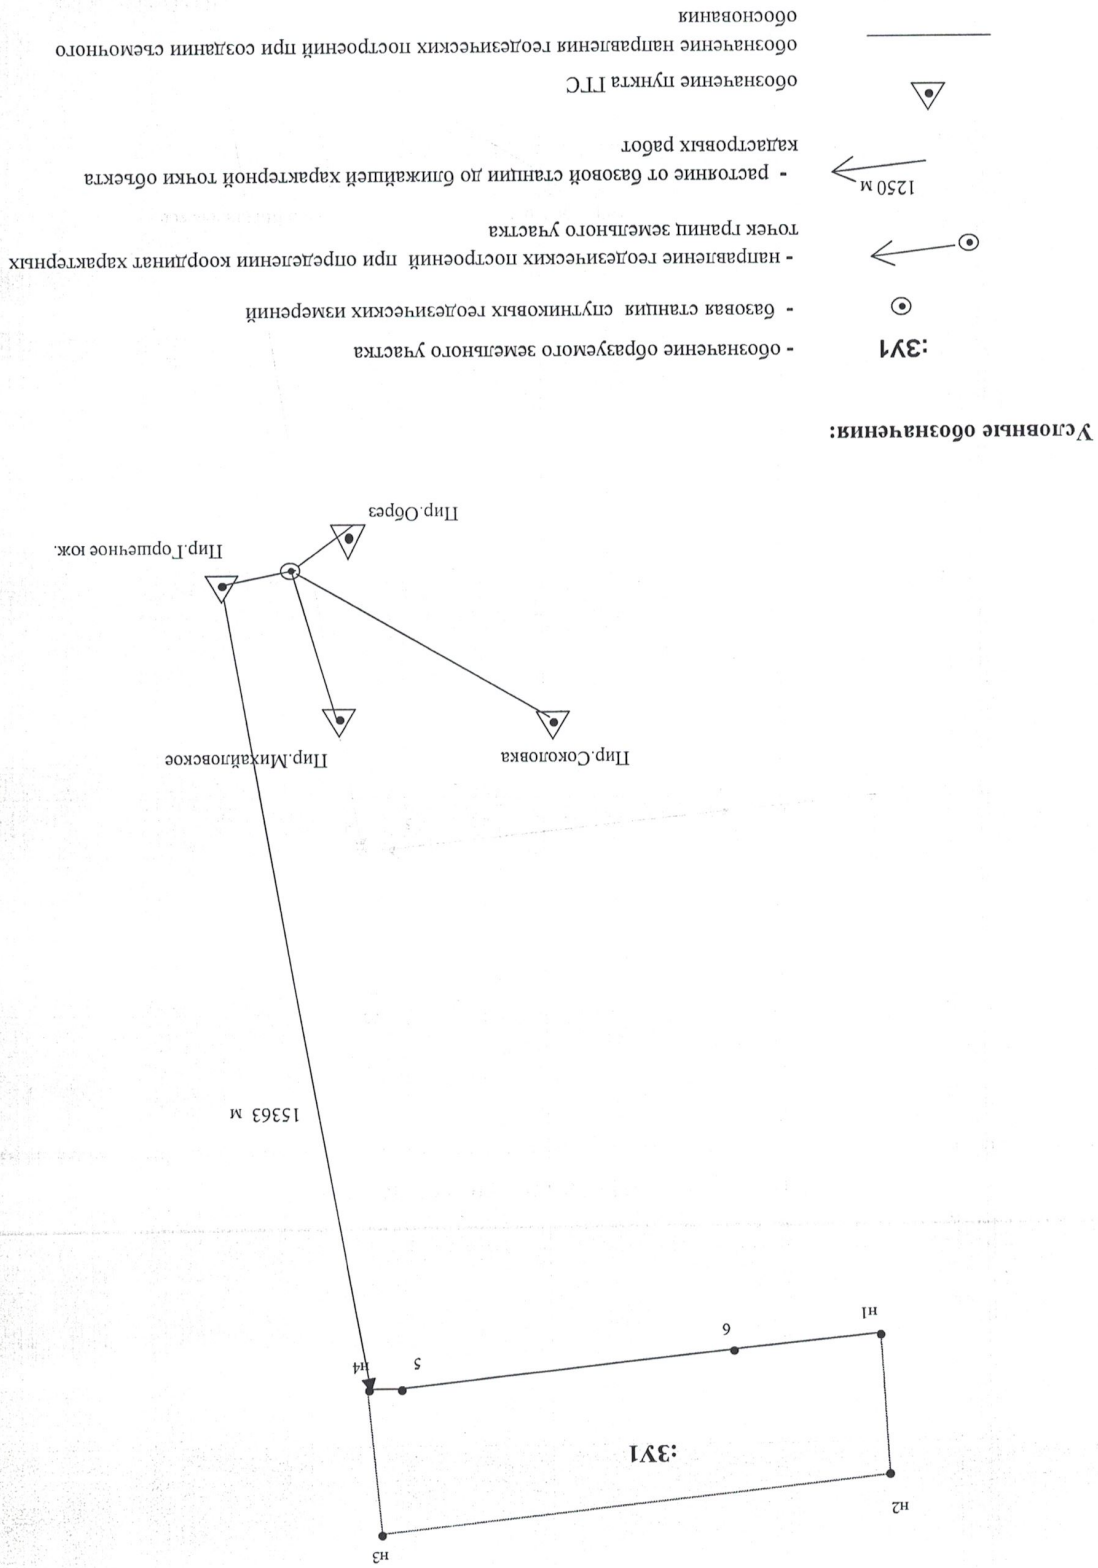 н3
н2
:ЗУ1
н4
5
6
н1
15363 м
Пир.Михайловское
Пир.Соколовка
Пир.Горшечное юж.
Пир.Обрез
Условные обозначения:
:ЗУ1 - обозначение образуемого земельного участка
- базовая станция спутниковых геодезических измерений
- направление геодезических построений при определении координат характерных
точек границ земельного участка
1250 м - растояние от базовой станции до ближайшей характерной точки объекта
кадастровых работ
обозначение пункта ГГС
обозначение направления геодезических построений при создании съемочного
обоснования